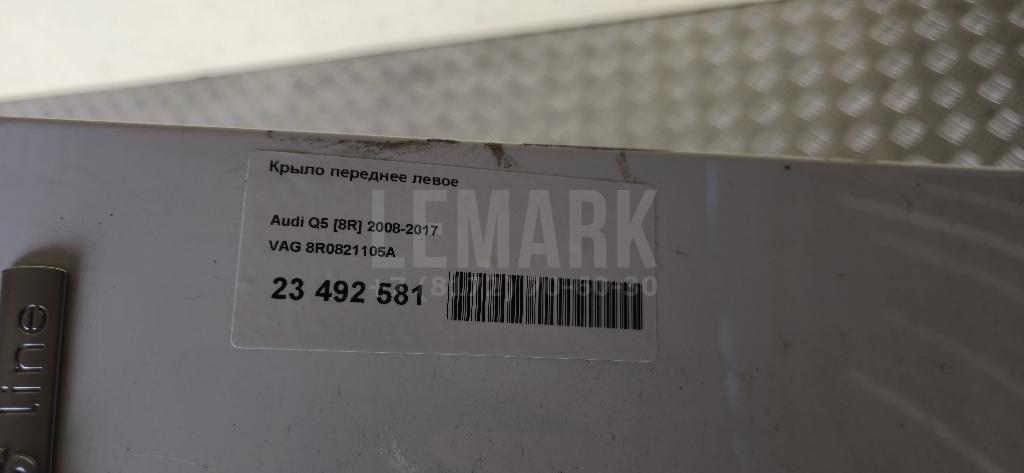 Крыло переднее левое
Audi Q5 [8R] 2008-2017
VAG 8R0821105A
23 492 581
LEMARK
line